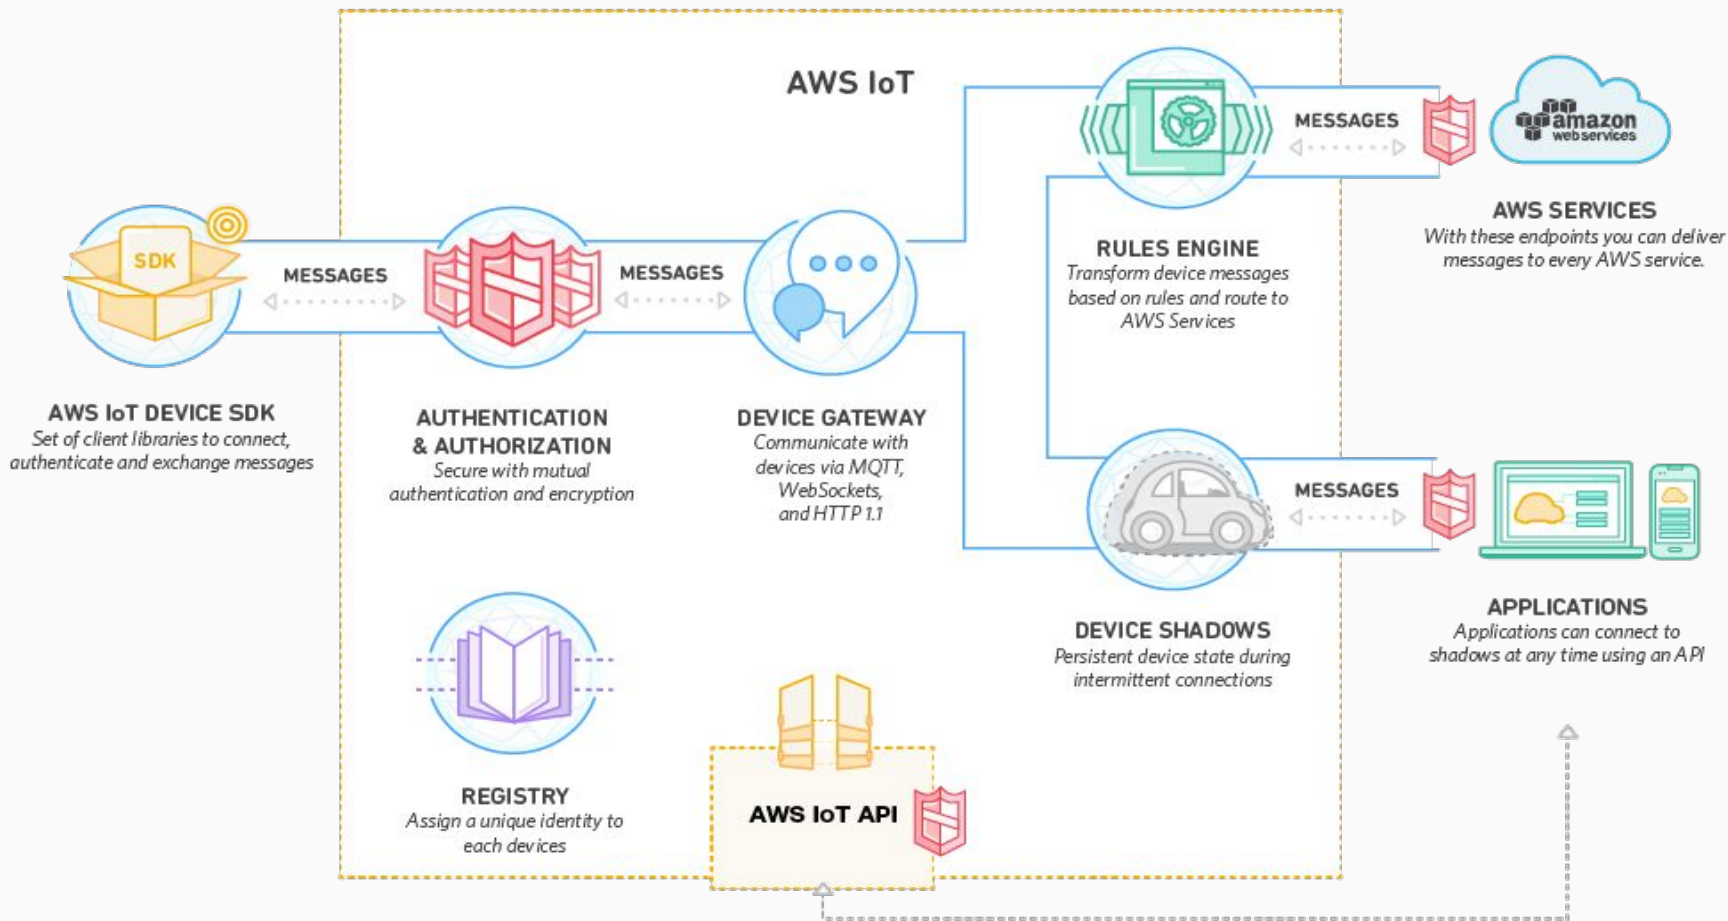 AWS IoT
SDK
MESSAGES
MESSAGES
MESSAGES
amazon
webservices
AWS SERVICES
With these endpoints you can deliver
messages to every AWS service.
RULES ENGINE
Transform device messages
based on rules and route to
AWS Services
AWS IoT DEVICE SDK
Set of client libraries to connect,
authenticate and exchange messages
AUTHENTICATION
& AUTHORIZATION
Secure with mutual
authentication and encryption
DEVICE GATEWAY
Communicate with
devices via MQTT,
WebSockets,
and HTTP 1.1
MESSAGES
DEVICE SHADOWS
Persistent device state during
intermittent connections
APPLICATIONS
Applications can connect to
shadows at any time using an API
REGISTRY
Assign a unique identity to
each devices
AWS IoT API